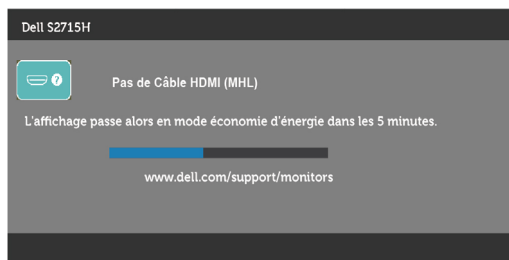 Dell S2715H
?
Pas de Câble HDMI (MHL)
L'affichage passe alors en mode économie d'énergie dans les 5 minutes.
www.dell.com/support/monitors